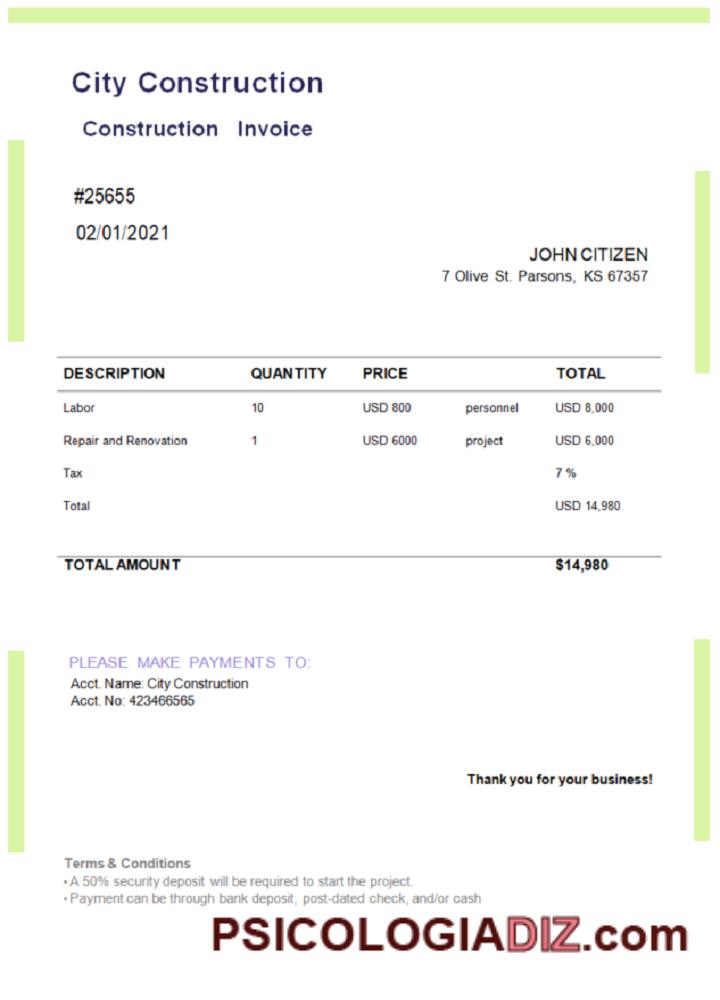 City Construction
Construction Invoice
#25655
02/01/2021
JOHN CITIZEN
7 Olive St. Parsons, KS 67357
DESCRIPTION QUANTITY PRICE TOTAL
Labor 10 USD 800 personnel USD 8,000
Repair and Renovation 1 USD 6000 project USD 6,000
Tax 7 %
Total USD 14,980
TOTAL AMOUNT $14,980
PLEASE MAKE PAYMENTS TO:
Acct. Name: City Construction
Acct. No: 423466565
Thank you for your business!
Terms & Conditions
• A 50% security deposit will be required to start the project.
• Payment can be through bank deposit, post-dated check, and/or cash
PSICOLOGIADIZ.com